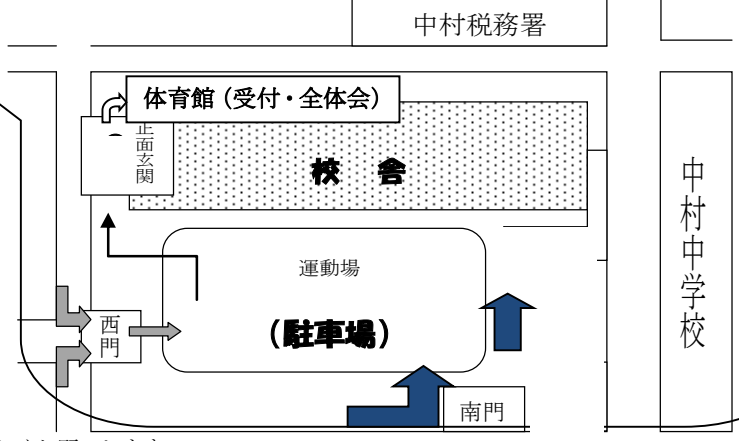 中村税務署
体育館（受付・全体会）
正面玄関
校　舎
中村中学校
運動場
（駐車場）
西門
南門